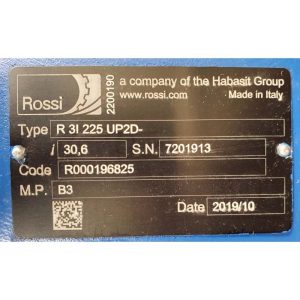 Rossi
2200190
a company of the Habasit Group
www.rossi.com Made in Italy
Type R 3I 225 UP2D-
i 30,6 S.N. 7201913
Code R000196825
M.P. B3
Date 2019/10